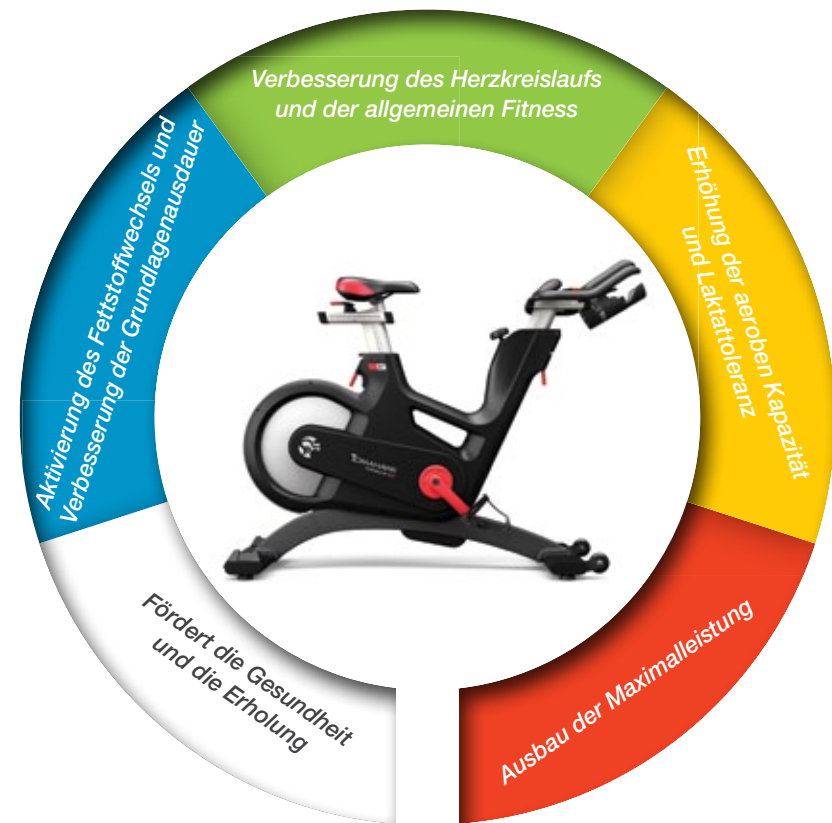 Verbesserung des Herzkreislaufs
und der allgemeinen Fitness
Aktivierung des Fettstoffwechsels und
Verbesserung der Grundlagenausdauer
Erhöhung der aeroben Kapazität
und Laktattoleranz
Fördert die Gesundheit
und die Erholung
Ausbau der Maximalleistung